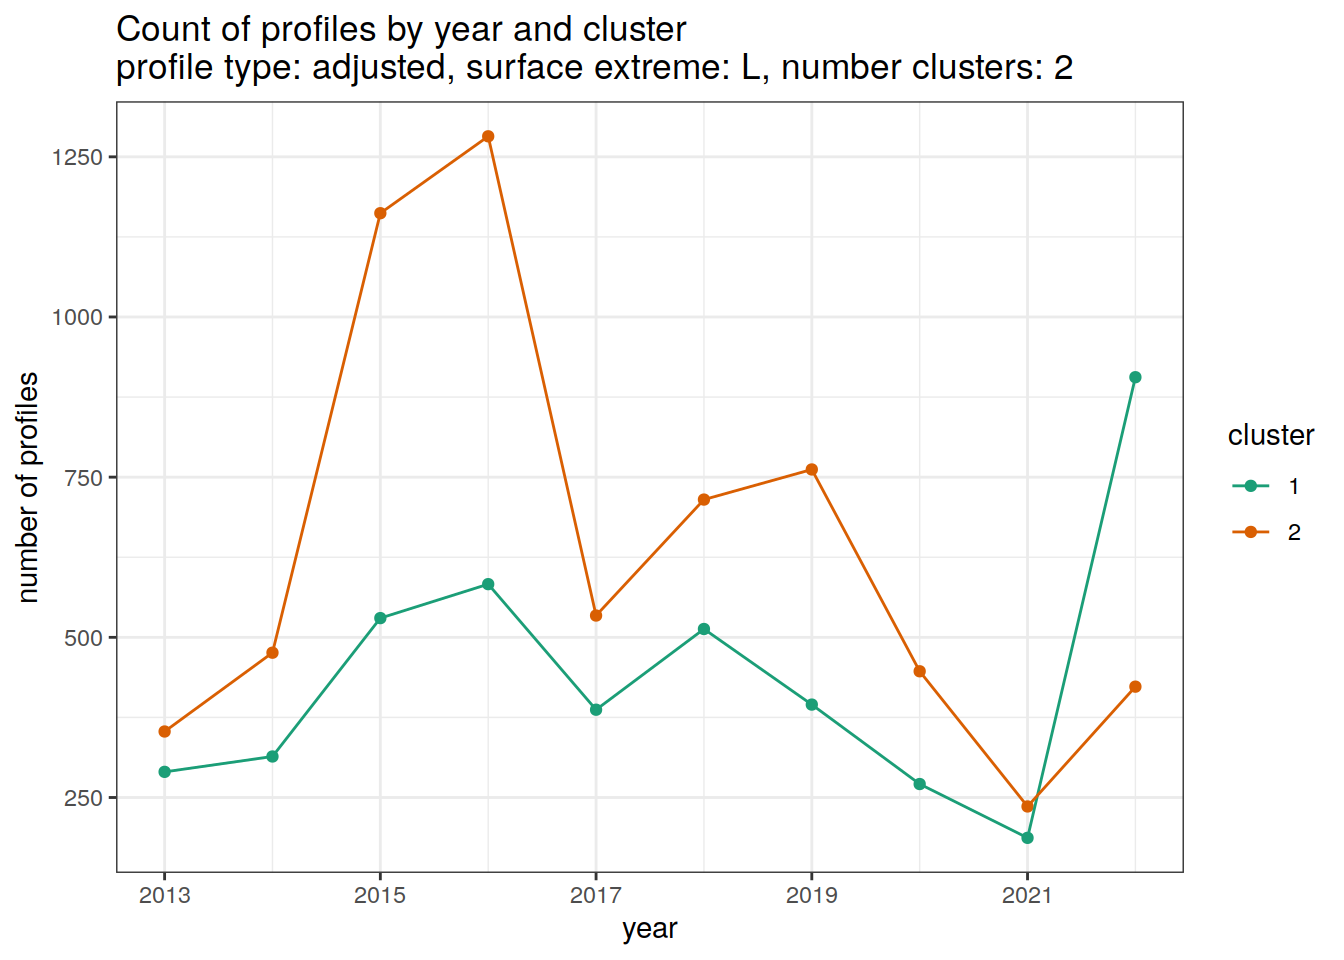 Count of profiles by year and cluster
profile type: adjusted, surface extreme: L, number clusters: 2
1250
1000
750
500
250
number of profiles
2013 2015 2017 2019 2021
year
cluster
1
2